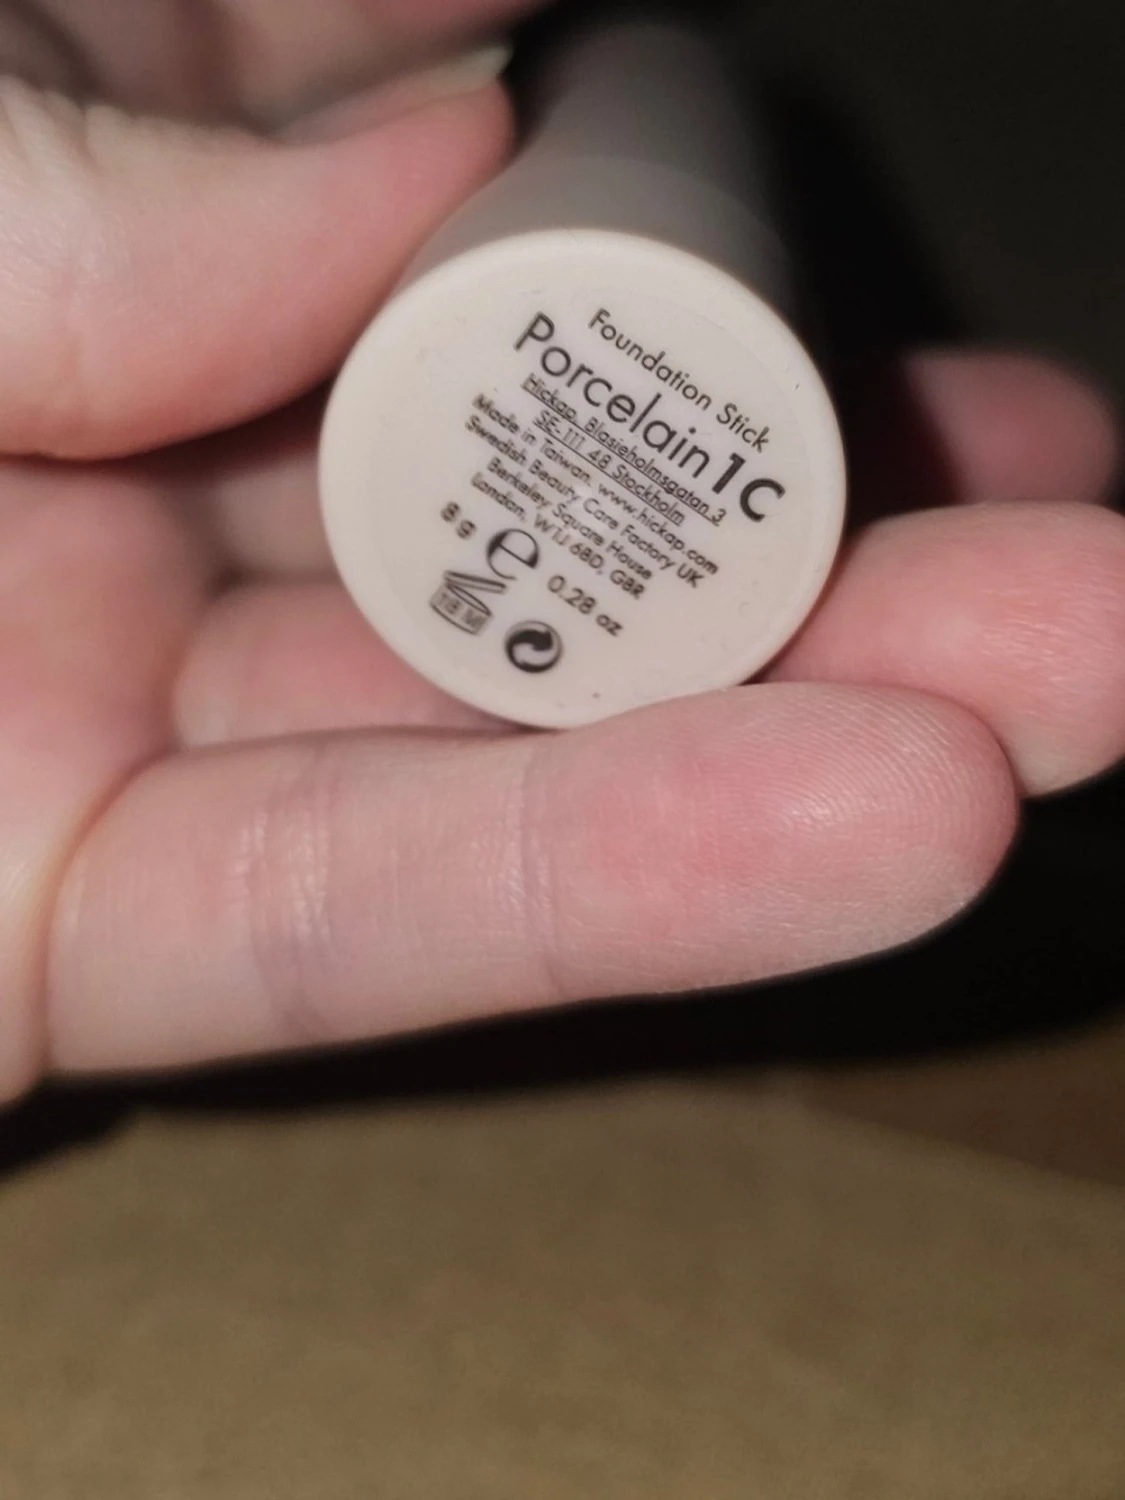 Foundation Stick
Porcelain 1C
Hickap, Blasieholmsgatan 3
SE-111 48 Stockholm
Made in Taiwan. www.hickap.com
Swedish Beauty Care Factory UK
Berkeley Square House
London, W1J 6BD, GBR
8 g e 0.28 oz
18 M